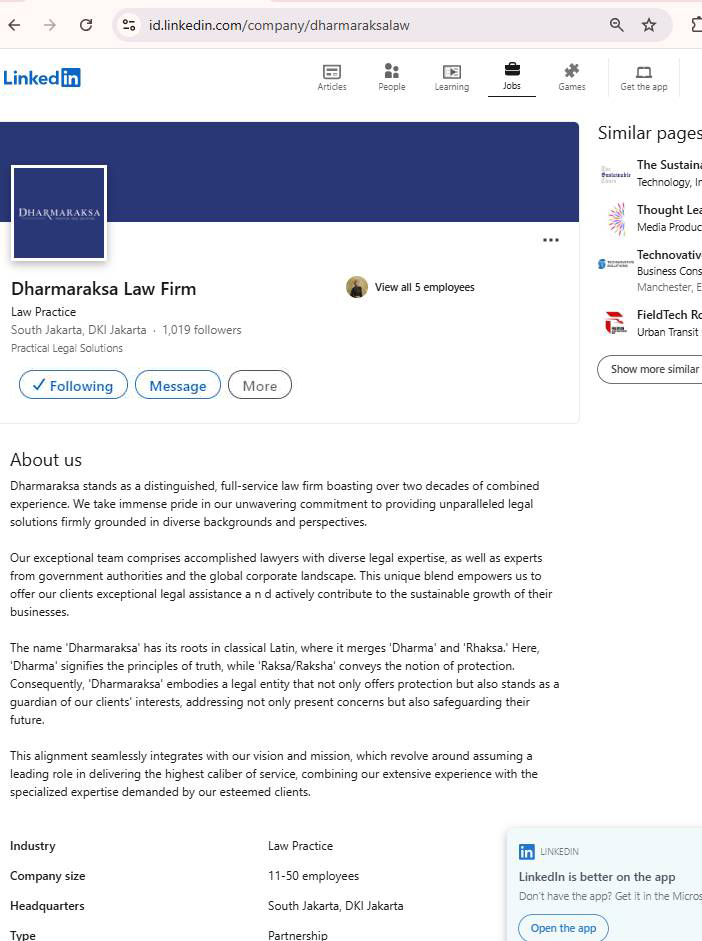 id.linkedin.com/company/dharmaraksalaw
Linked in
Articles
People
Learning
Jobs
Games
Get the app
DHARMARAKSA
Dharmaraksa Law Firm
Law Practice
South Jakarta, DKI Jakarta · 1,019 followers
Practical Legal Solutions
View all 5 employees
Following
Message
More
Similar pages
The Sustaina
Technology, In
Thought Lea
Media Produc
Technovativ
Business Cons
Manchester, E
FieldTech Ro
Urban Transit
Show more similar
About us
Dharmaraksa stands as a distinguished, full-service law firm boasting over two decades of combined
experience. We take immense pride in our unwavering commitment to providing unparalleled legal
solutions firmly grounded in diverse backgrounds and perspectives.
Our exceptional team comprises accomplished lawyers with diverse legal expertise, as well as experts
from government authorities and the global corporate landscape. This unique blend empowers us to
offer our clients exceptional legal assistance a n d actively contribute to the sustainable growth of their
businesses.
The name 'Dharmaraksa' has its roots in classical Latin, where it merges 'Dharma' and 'Rhaksa.' Here,
'Dharma' signifies the principles of truth, while 'Raksa/Raksha' conveys the notion of protection.
Consequently, 'Dharmaraksa' embodies a legal entity that not only offers protection but also stands as a
guardian of our clients' interests, addressing not only present concerns but also safeguarding their
future.
This alignment seamlessly integrates with our vision and mission, which revolve around assuming a
leading role in delivering the highest caliber of service, combining our extensive experience with the
specialized expertise demanded by our esteemed clients.
Industry
Law Practice
Company size
11-50 employees
Headquarters
South Jakarta, DKI Jakarta
Type
Partnership
in LINKEDIN
LinkedIn is better on the app
Don't have the app? Get it in the Micros
Open the app